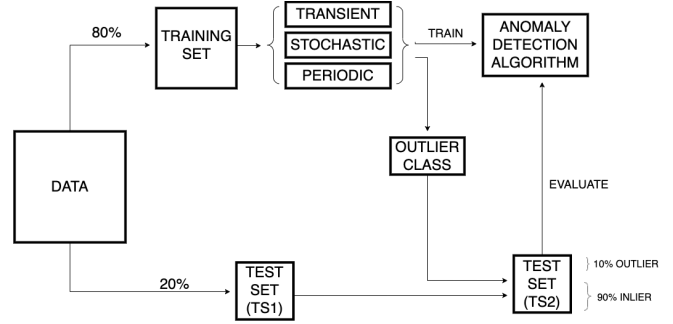 80%
TRAINING
SET
TRANSIENT
STOCHASTIC
PERIODIC
TRAIN
ANOMALY
DETECTION
ALGORITHM
OUTLIER
CLASS
DATA
EVALUATE
20%
TEST
SET
(TS1)
TEST
SET
(TS2)
10% OUTLIER
90% INLIER